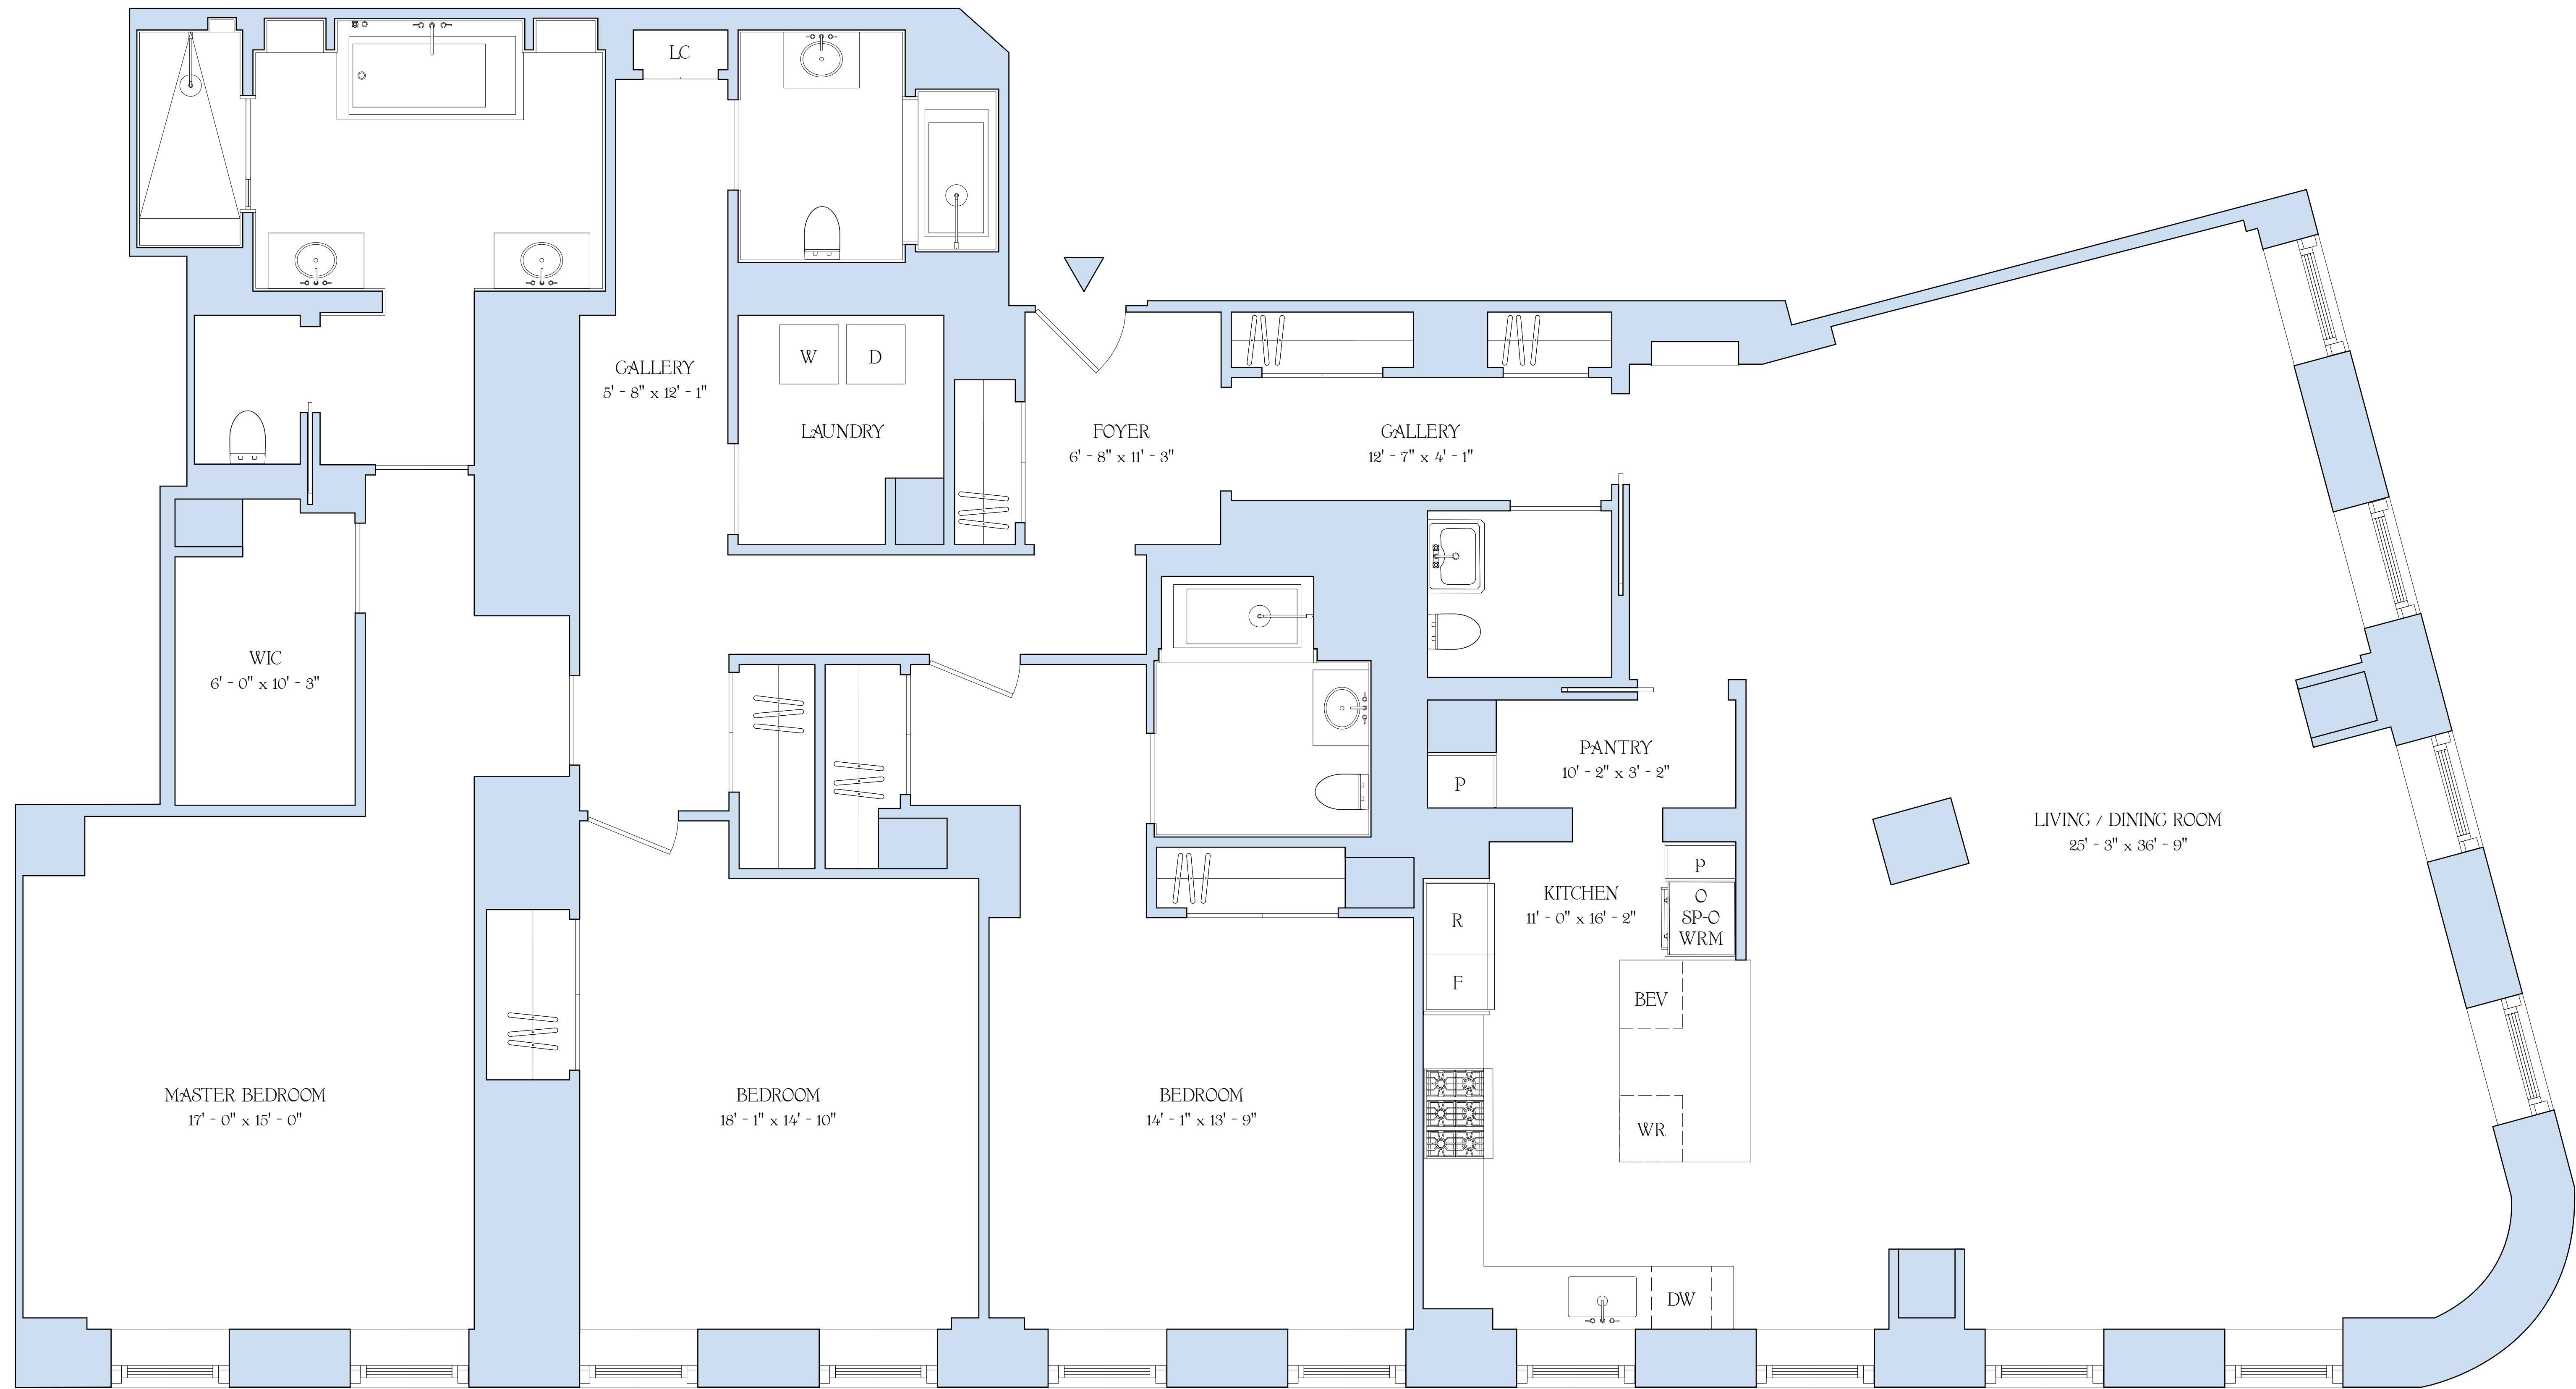 LC
W
D
GALLERY
5' - 8" x 12' - 1"
LAUNDRY
FOYER
6' - 8" x 11' - 3"
GALLERY
12' - 7" x 4' - 1"
WIC
6' - 0" x 10' - 3"
PANTRY
10' - 2" x 3' - 2"
P
LIVING / DINING ROOM
25' - 3" x 36' - 9"
P
KITCHEN
11' - 0" x 16' - 2"
O
SP-O
WRM
R
F
BEV
MASTER BEDROOM
17' - 0" x 15' - 0"
BEDROOM
18' - 1" x 14' - 10"
BEDROOM
14' - 1" x 13' - 9"
WR
DW